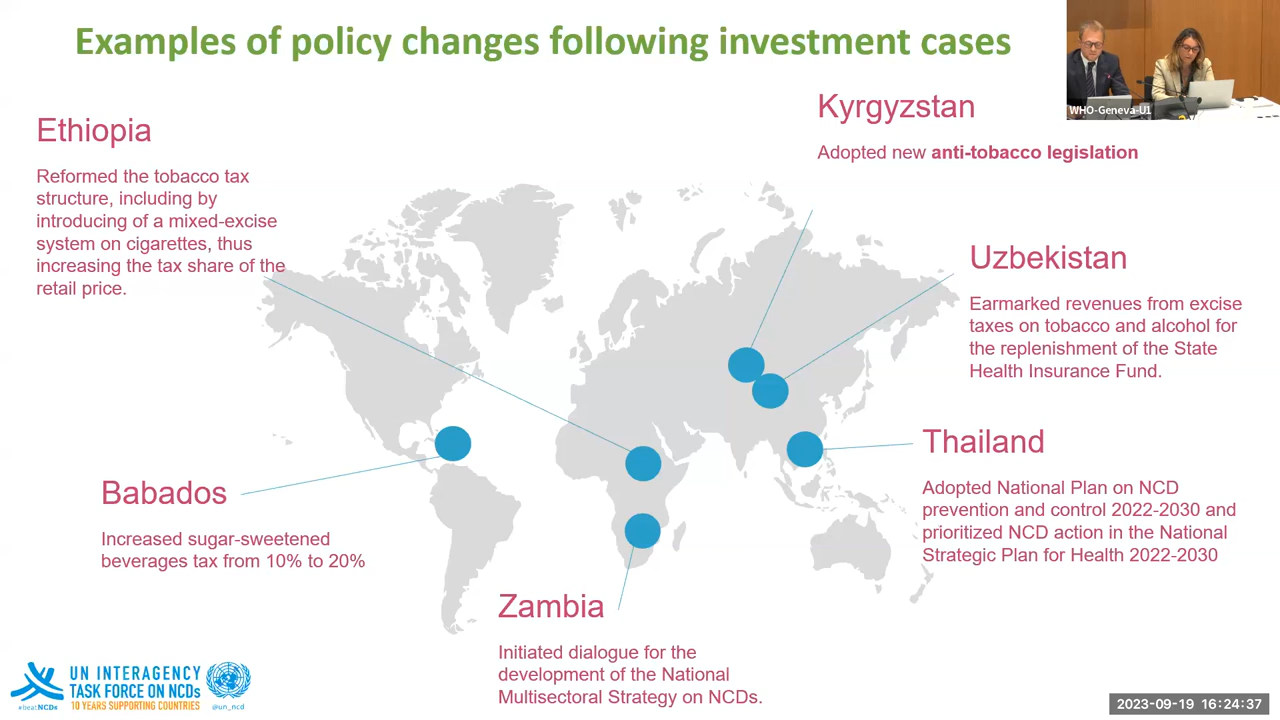 Examples of policy changes following investment cases
WHO-Geneva-U1
Ethiopia
Reformed the tobacco tax
structure, including by
introducing of a mixed-excise
system on cigarettes, thus
increasing the tax share of the
retail price.
Kyrgyzstan
Adopted new anti-tobacco legislation
Uzbekistan
Earmarked revenues from excise
taxes on tobacco and alcohol for
the replenishment of the State
Health Insurance Fund.
Thailand
Adopted National Plan on NCD
prevention and control 2022-2030 and
prioritized NCD action in the National
Strategic Plan for Health 2022-2030
Babados
Increased sugar-sweetened
beverages tax from 10% to 20%
Zambia
Initiated dialogue for the
development of the National
Multisectoral Strategy on NCDs.
UN INTERAGENCY
TASK FORCE ON NCDs
10 YEARS SUPPORTING COUNTRIES
#beatNCDs
@un_ncd
2023-09-19 16:24:37